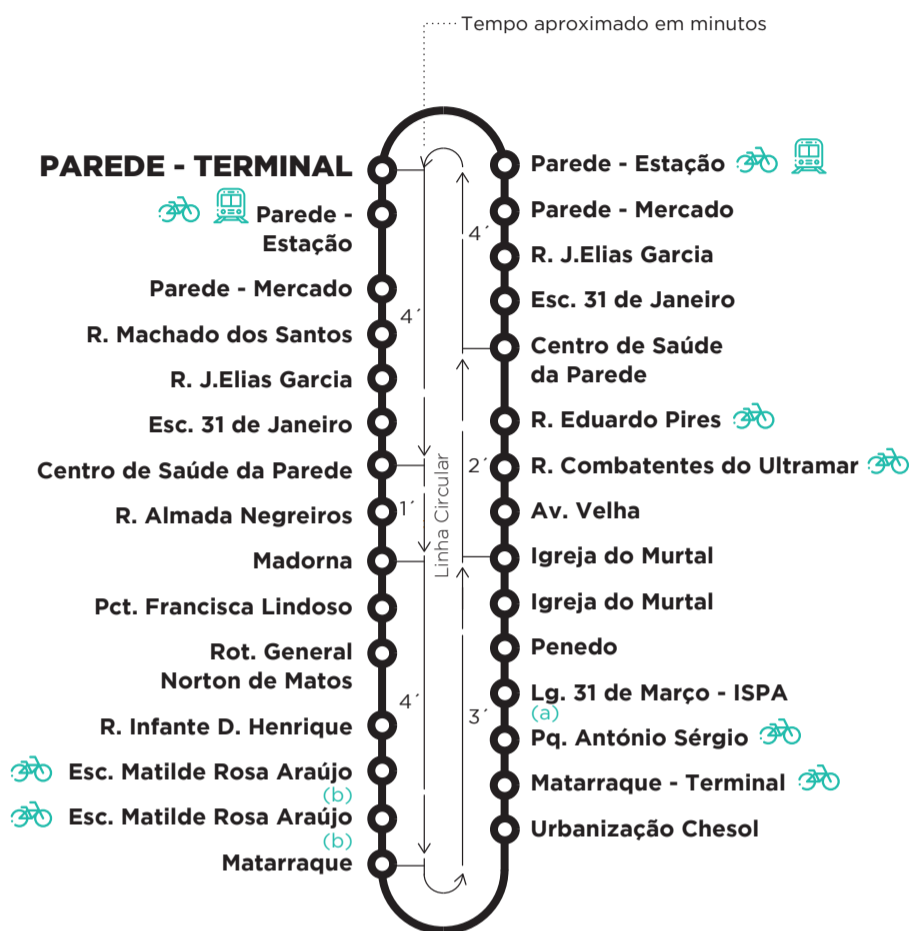 Tempo aproximado em minutos
PAREDE - TERMINAL
Parede -
Estação
Parede - Mercado
R. Machado dos Santos
R. J.Elias Garcia
Esc. 31 de Janeiro
Centro de Saúde da Parede
R. Almada Negreiros
Madorna
Pct. Francisca Lindoso
Rot. General
Norton de Matos
R. Infante D. Henrique
Esc. Matilde Rosa Araújo
(b)
Esc. Matilde Rosa Araújo
(b)
Matarraque
4´
1´
4´
Linha Circular
4´
2´
3´
Parede - Estação
Parede - Mercado
R. J.Elias Garcia
Esc. 31 de Janeiro
Centro de Saúde
da Parede
R. Eduardo Pires
R. Combatentes do Ultramar
Av. Velha
Igreja do Murtal
Igreja do Murtal
Penedo
Lg. 31 de Março - ISPA
(a)
Pq. António Sérgio
Matarraque - Terminal
Urbanização Chesol